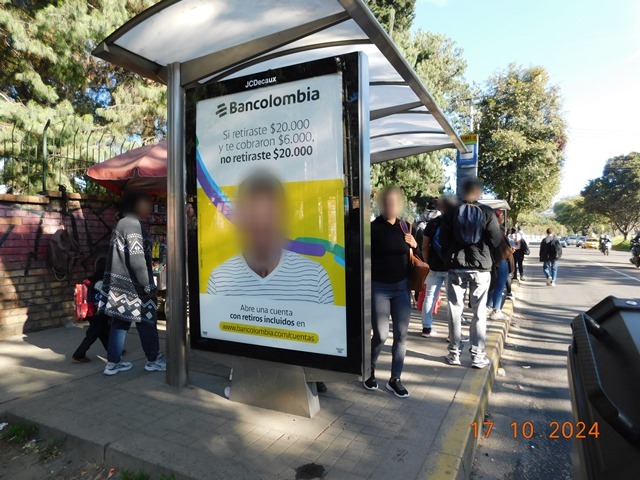 JCDecaux
Bancolombia
Si retiraste $20.000
y te cobraron $6.000,
no retiraste $20.000
Abre una cuenta
con retiros incluidos en
www.bancolombia.com/cuentas
17 10 2024